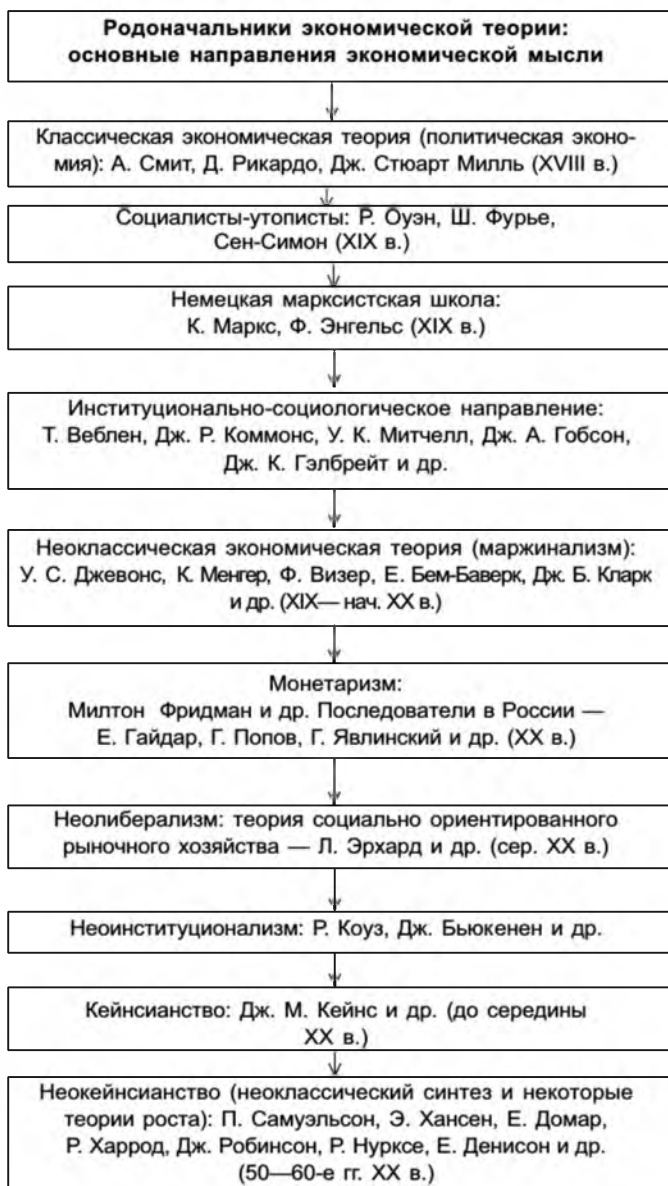 Родоначальники экономической теории:
основные направления экономической мысли
Классическая экономическая теория (политическая эконо-
мия): А. Смит, Д. Рикардо, Дж. Стюарт Милль (XVIII в.)
Социалисты-утописты: Р. Оуэн, Ш. Фурье,
Сен-Симон (XIX в.)
Немецкая марксистская школа:
К. Маркс, Ф. Энгельс (XIX в.)
Институционально-социологическое направление:
Т. Веблен, Дж. Р. Коммонс, У. К. Митчелл, Дж. А. Гобсон,
Дж. К. Гэлбрейт и др.
Неоклассическая экономическая теория (маржинализм):
У. С. Джевонс, К. Менгер, Ф. Визер, Е. Бем-Баверк, Дж. Б. Кларк
и др. (XIX— нач. XX в.)
Монетаризм:
Милтон Фридман и др. Последователи в России —
Е. Гайдар, Г. Попов, Г. Явлинский и др. (XX в.)
Неолиберализм: теория социально ориентированного
рыночного хозяйства — Л. Эрхард и др. (сер. XX в.)
Неоинституционализм: Р. Коуз, Дж. Бьюкенен и др.
Кейнсианство: Дж. М. Кейнс и др. (до середины
XX в.)
Неокейнсианство (неоклассический синтез и некоторые
теории роста): П. Самуэльсон, Э. Хансен, Е. Домар,
Р. Харрод, Дж. Робинсон, Р. Нурксе, Е. Денисон и др.
(50—60-е гг. XX в.)